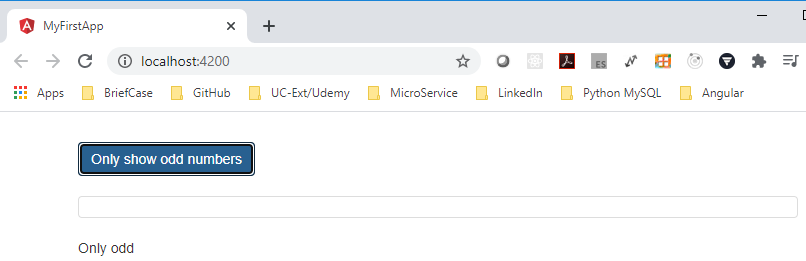 MyFirstApp
localhost:4200
ES
Apps BriefCase GitHub UC-Ext/Udemy MicroService LinkedIn Python MySQL Angular
Only show odd numbers
Only odd